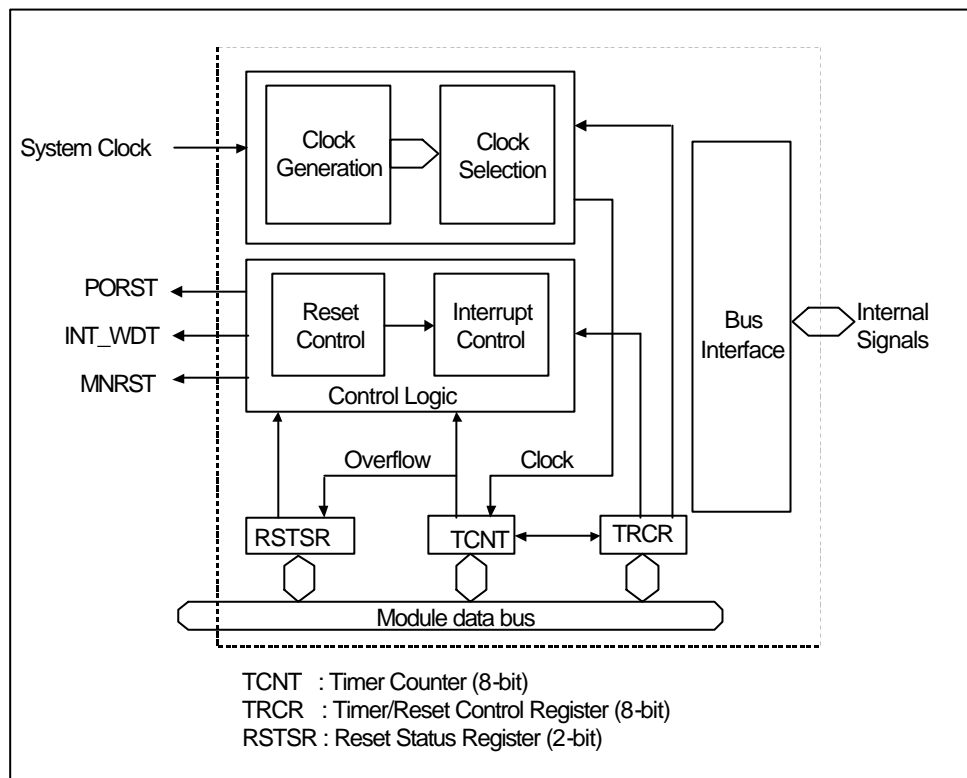 System Clock
Clock
Generation
Clock
Selection
PORST
INT_WDT
MNRST
Reset
Control
Interrupt
Control
Control Logic
Bus
Interface
Internal
Signals
Overflow
Clock
RSTSR
TCNT
TRCR
Module data bus
TCNT : Timer Counter (8-bit)
TRCR : Timer/Reset Control Register (8-bit)
RSTSR : Reset Status Register (2-bit)